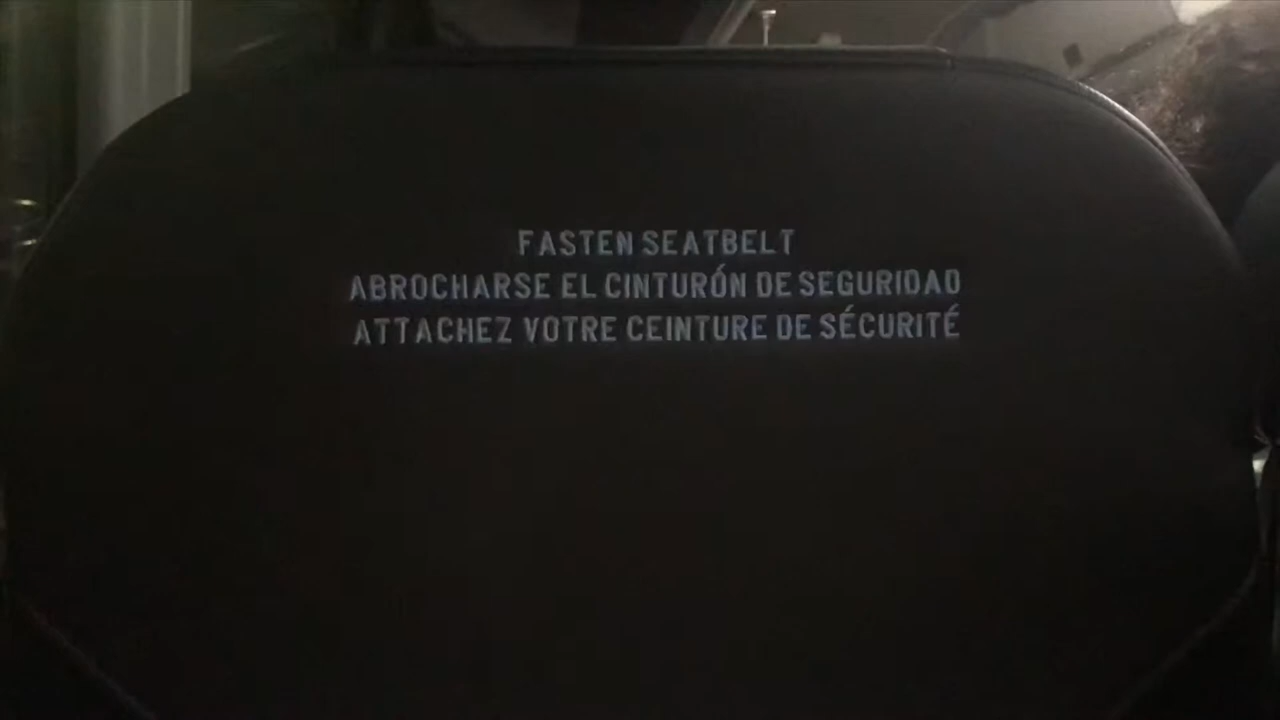 FASTEN SEATBELT
ABROCHARSE EL CINTURÓN DE SEGURIDAD
ATTACHEZ VOTRE CEINTURE DE SÉCURITÉ